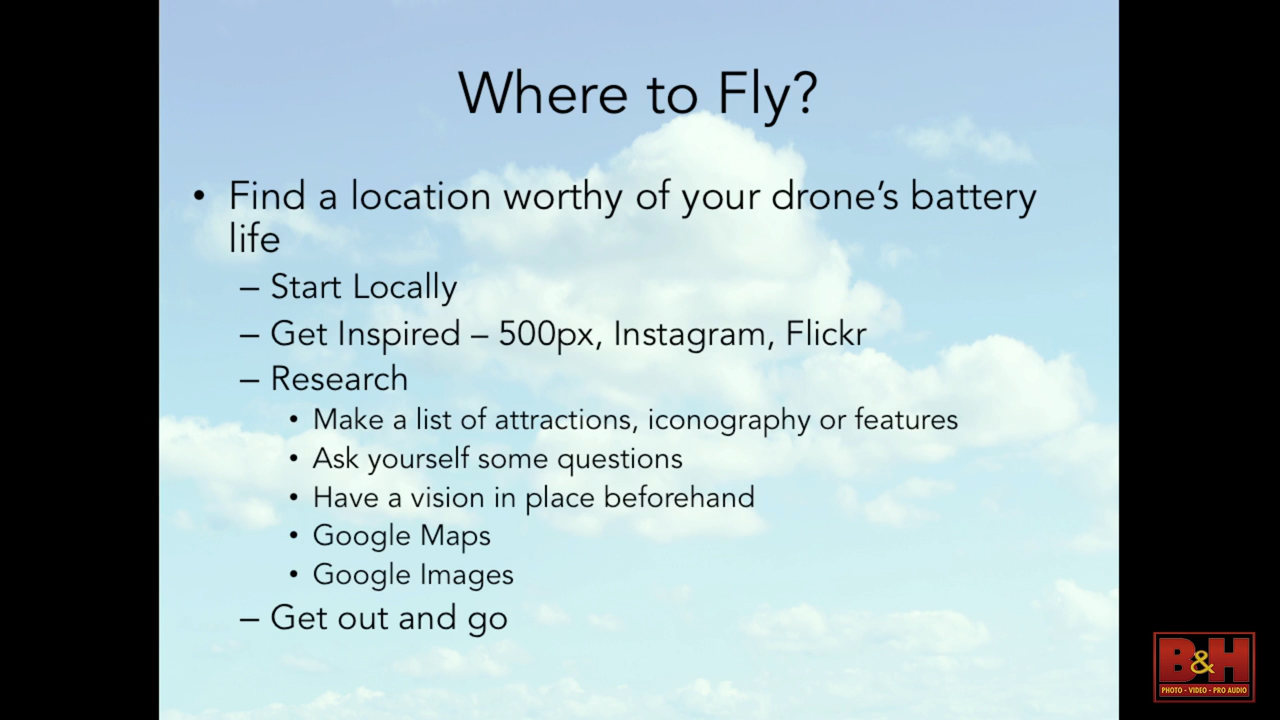 Where to Fly?
• Find a location worthy of your drone’s battery
life
– Start Locally
– Get Inspired – 500px, Instagram, Flickr
– Research
• Make a list of attractions, iconography or features
• Ask yourself some questions
• Have a vision in place beforehand
• Google Maps
• Google Images
– Get out and go
B&H
PHOTO - VIDEO - PRO AUDIO